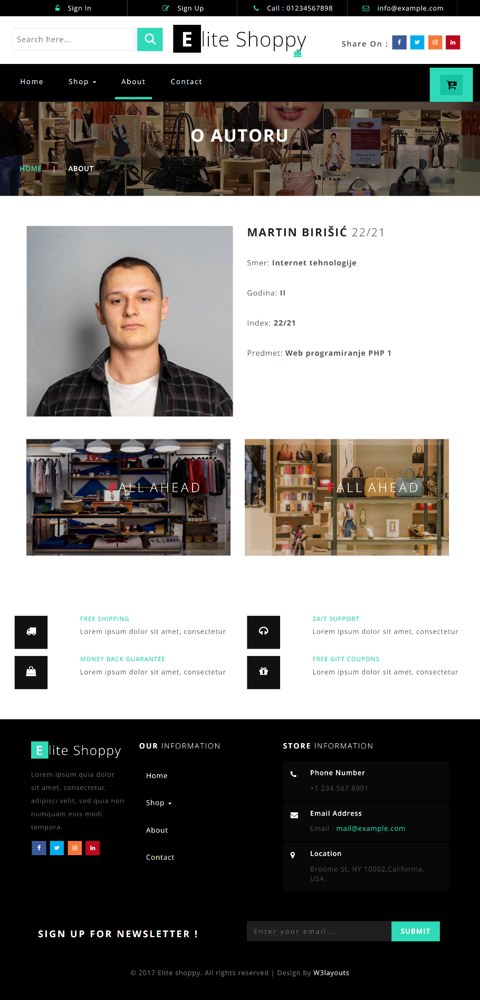 Sign In
Sign Up
Call : 01234567898
info@example.com
Search here...
Elite Shoppy
Share On :
Home
Shop
About
Contact
Tamaris
Tamaris
Tamaris
O AUTORU
HOME | ABOUT
MARTIN BIRIŠIĆ 22/21
Smer: Internet tehnologije
Godina: II
Index: 22/21
Predmet: Web programiranje PHP 1
FALL AHEAD
U.S. NAVY
FALL AHEAD
FREE SHIPPING
Lorem ipsum dolor sit amet, consectetur
24/7 SUPPORT
Lorem ipsum dolor sit amet, consectetur
MONEY BACK GUARANTEE
Lorem ipsum dolor sit amet, consectetur
FREE GIFT COUPONS
Lorem ipsum dolor sit amet, consectetur
Elite Shoppy
Lorem ipsum quia dolor
sit amet, consectetur,
adipisci velit, sed quia non
numquam eius modi
tempora.
OUR INFORMATION
Home
Shop
About
Contact
STORE INFORMATION
Phone Number
+1 234 567 8901
Email Address
Email : mail@example.com
Location
Broome St, NY 10002,California,
USA.
SIGN UP FOR NEWSLETTER !
Enter your email...
SUBMIT
© 2017 Elite shoppy. All rights reserved | Design by W3layouts